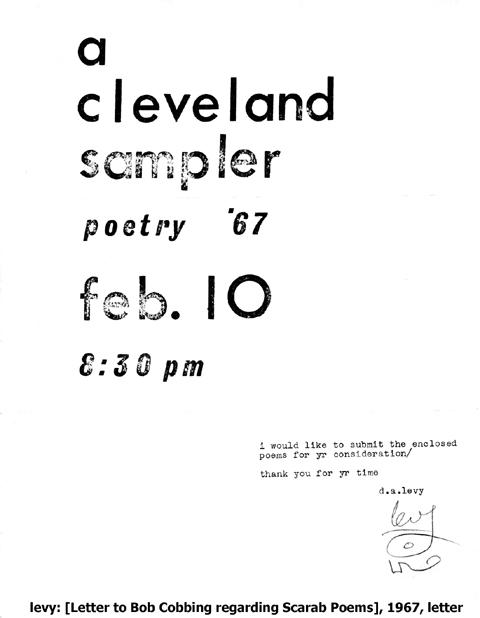 a
cleveland
sampler
poetry '67
feb. 10
8:30 pm
i would like to submit the enclosed
poems for yr consideration/
thank you for yr time
d.a.levy
levy
levy: [Letter to Bob Cobbing regarding Scarab Poems], 1967, letter